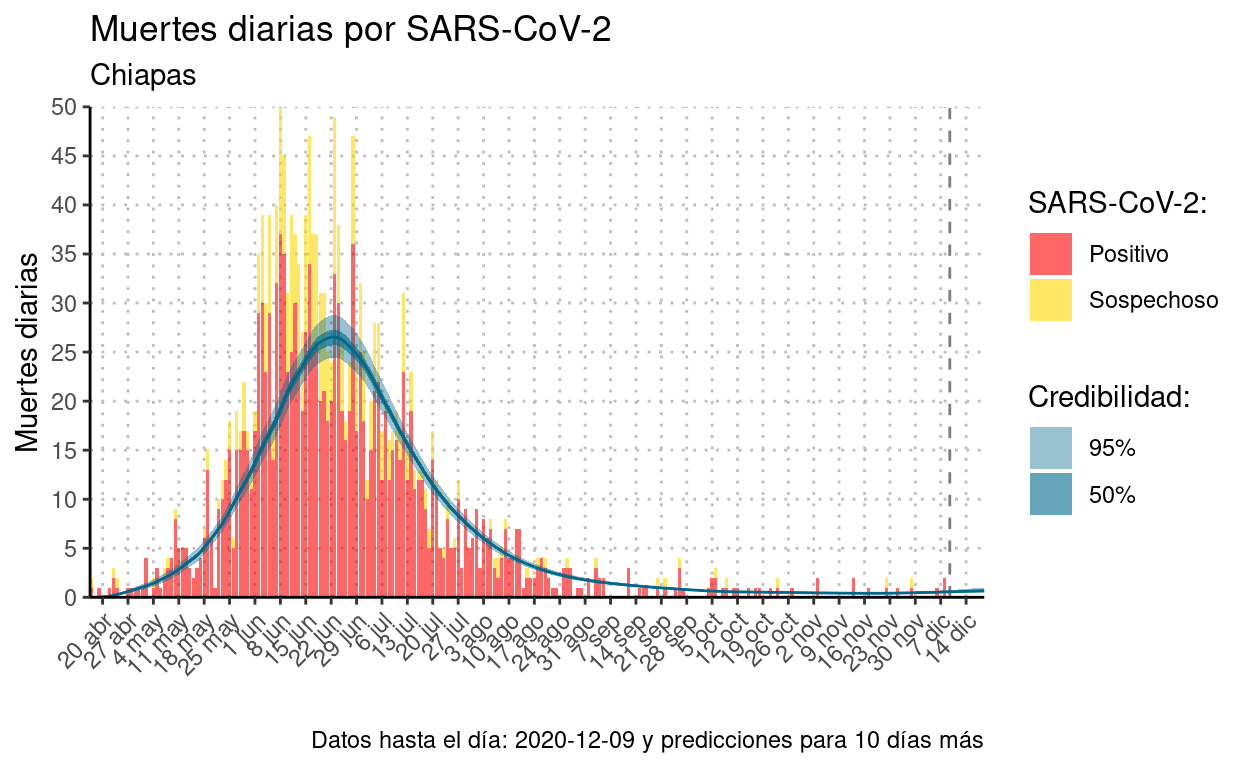 Muertes diarias por SARS-CoV-2
Chiapas
50
45
40
35
30
25
20
15
10
5
0
Muertes diarias
20 abr
27 abr
4 may
11 may
18 may
25 may
1 jun
8 jun
15 jun
22 jun
29 jun
6 jul
13 jul
20 jul
27 jul
3 ago
10 ago
17 ago
24 ago
31 ago
7 sep
14 sep
21 sep
28 sep
5 oct
12 oct
19 oct
26 oct
2 nov
9 nov
16 nov
23 nov
30 nov
7 dic
14 dic
SARS-CoV-2:
Positivo
Sospechoso
Credibilidad:
95%
50%
Datos hasta el día: 2020-12-09 y predicciones para 10 días más